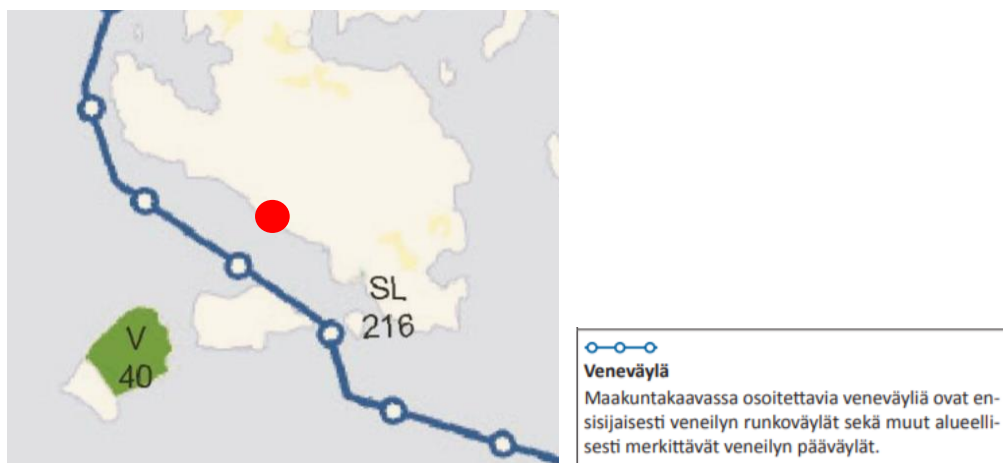 SL
216
V
40
Veneväylä
Maakuntakaavassa osoitettavia veneväyliä ovat en-
sisijaisesti veneilyn runkoväylät sekä muut alueelli-
sesti merkittävät veneilyn pääväylät.